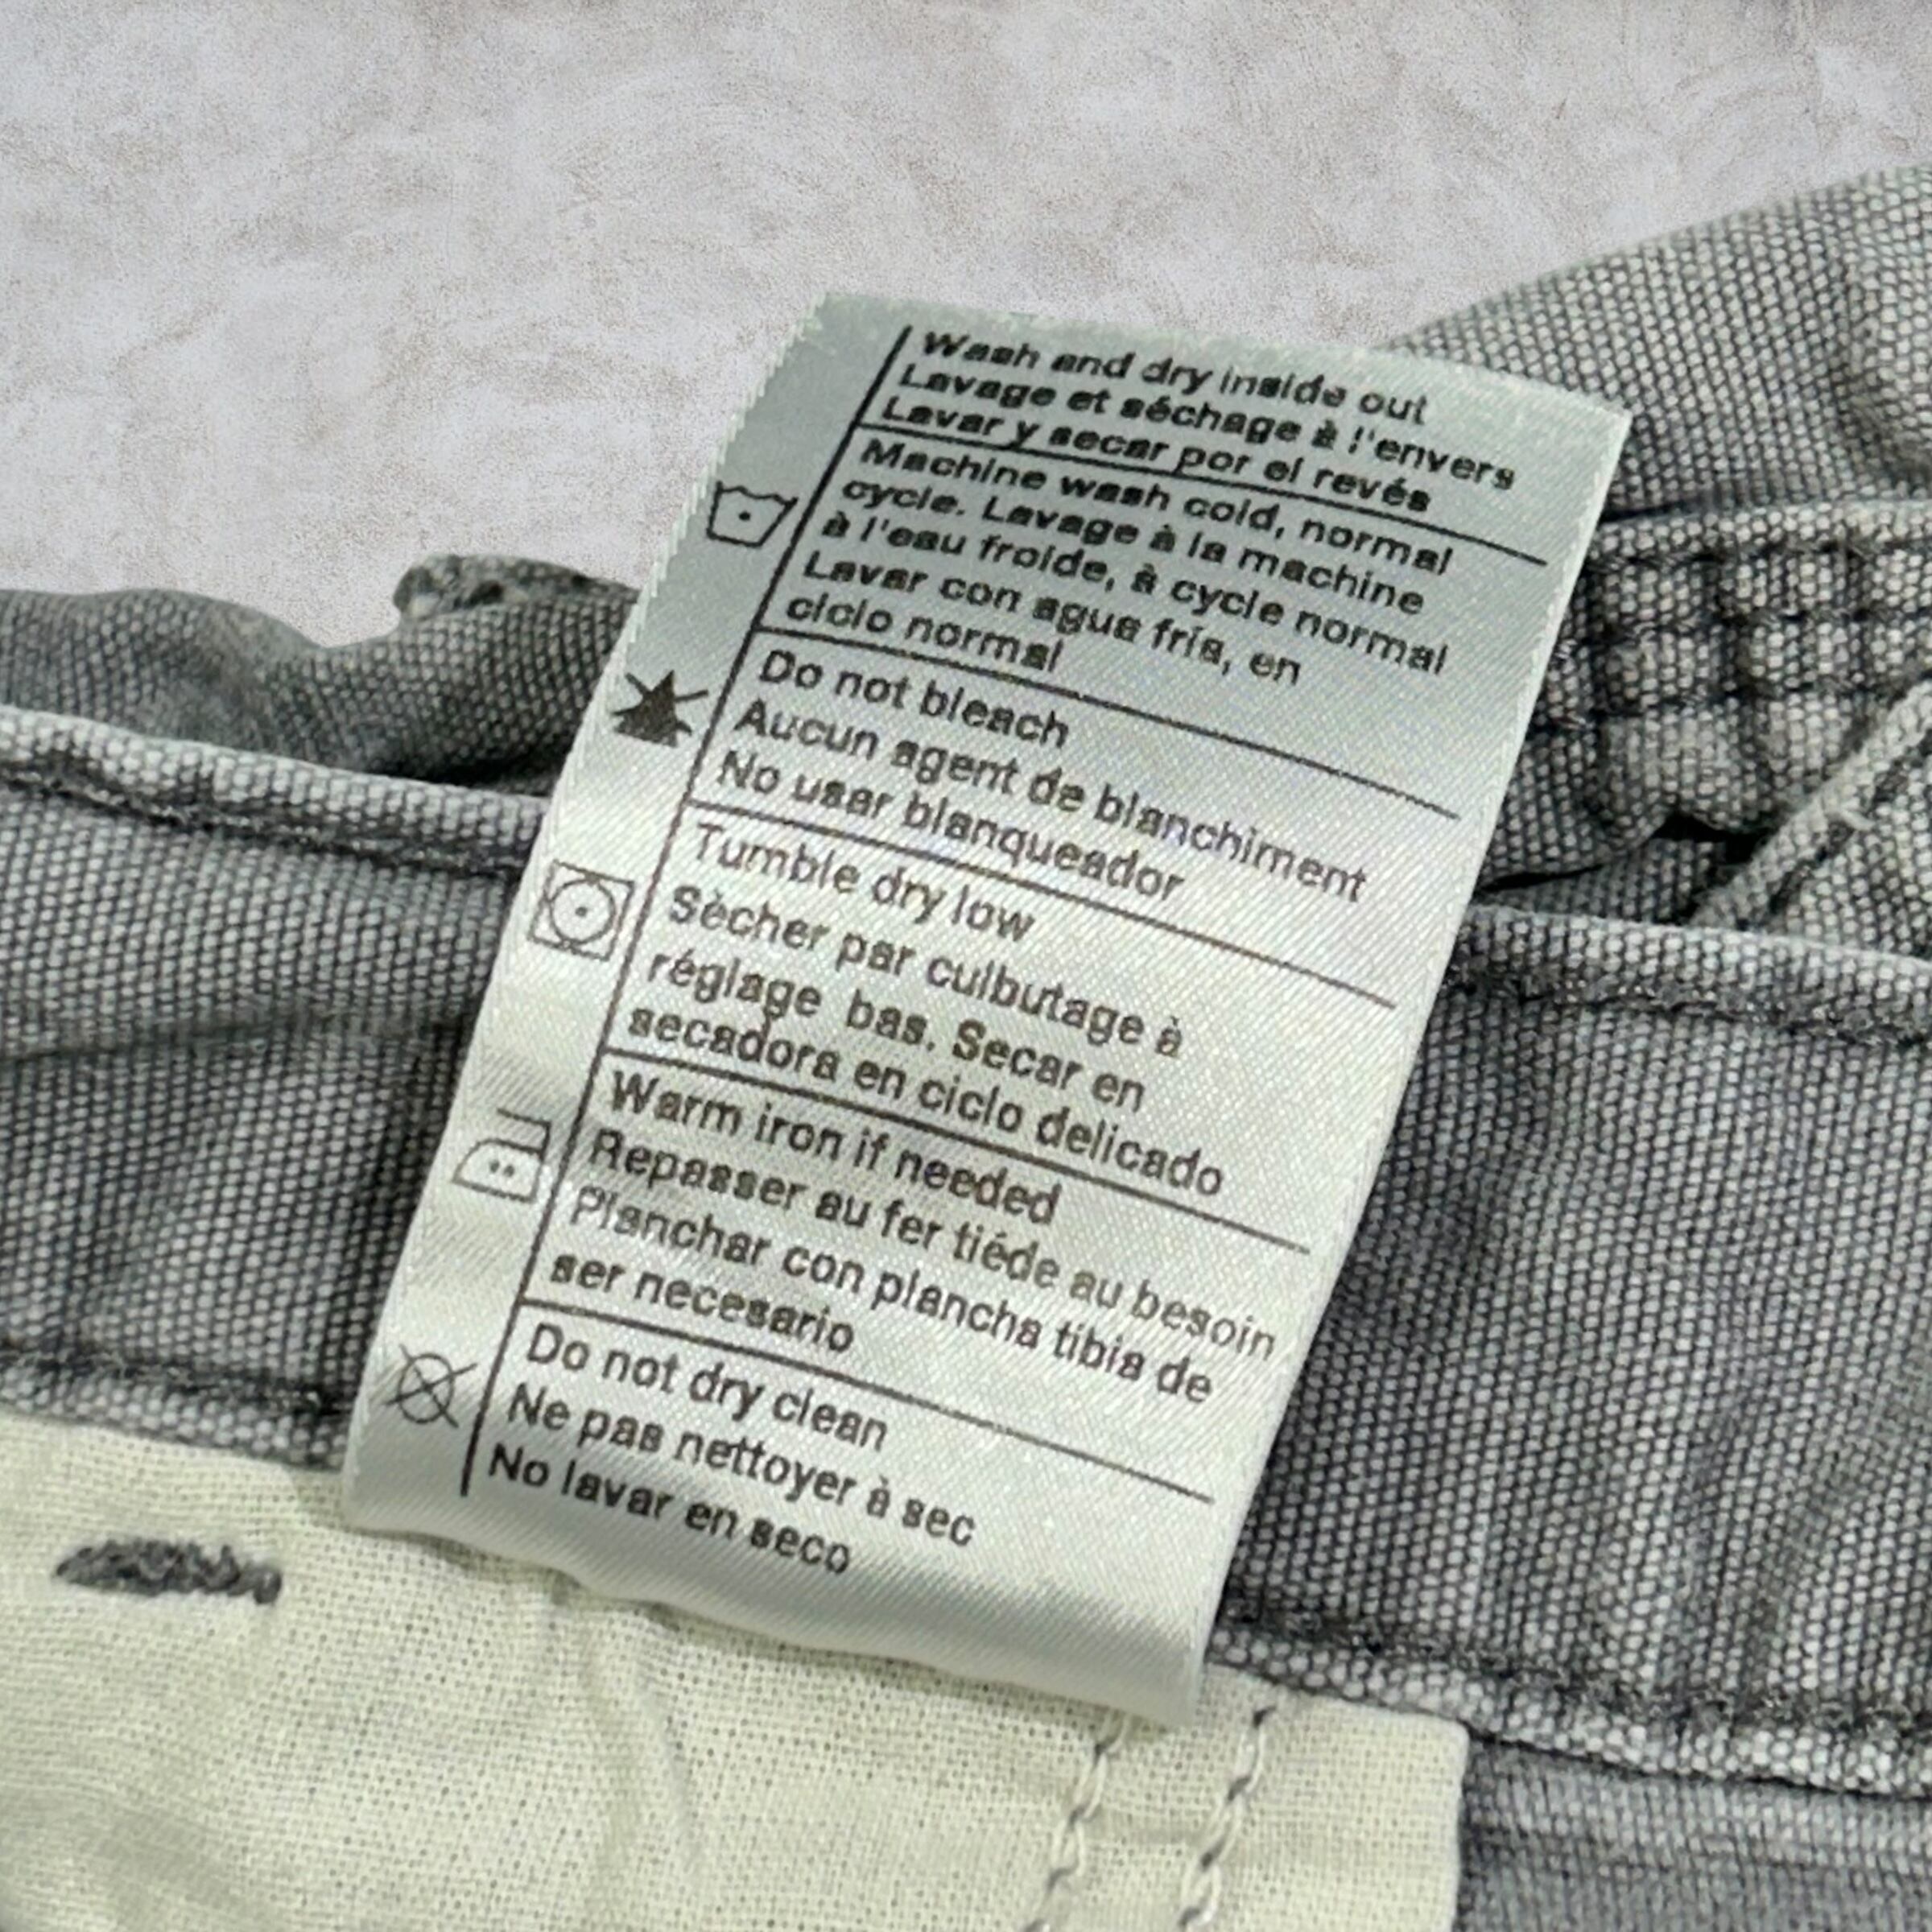 Wash and dry inside out
Lavage et séchage à l'envers
Lavar y secar por el revés
Machine wash cold, normal
cycle. Lavage à la machine
à l'eau froide, à cycle normal
Lavar con agua fría, en
ciclo normal
Do not bleach
Aucun agent de blanchiment
No usar blanqueador
Tumble dry low
Sècher par culbutage à
réglage bas. Secar en
secadora en ciclo delicado
Warm iron if needed
Repasser au fer tiéde au besoin
Planchar con plancha tibia de
ser necesario
Do not dry clean
Ne pas nettoyer à sec
No lavar en seco